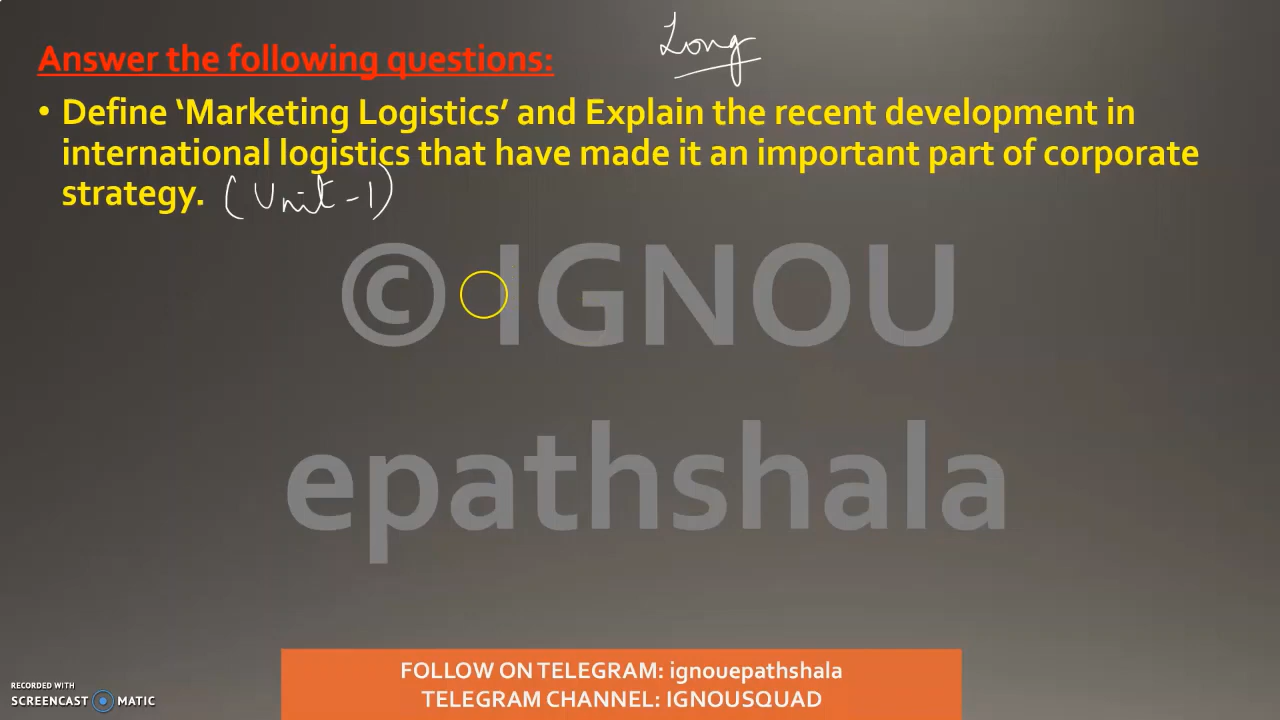 Long
Answer the following questions:
• Define ‘Marketing Logistics’ and Explain the recent development in
international logistics that have made it an important part of corporate
strategy. (Unit-1)
© IGNOU
epathshala
FOLLOW ON TELEGRAM: ignouepathshala
TELEGRAM CHANNEL: IGNOUSQUAD
RECORDED WITH
SCREENCAST MATIC